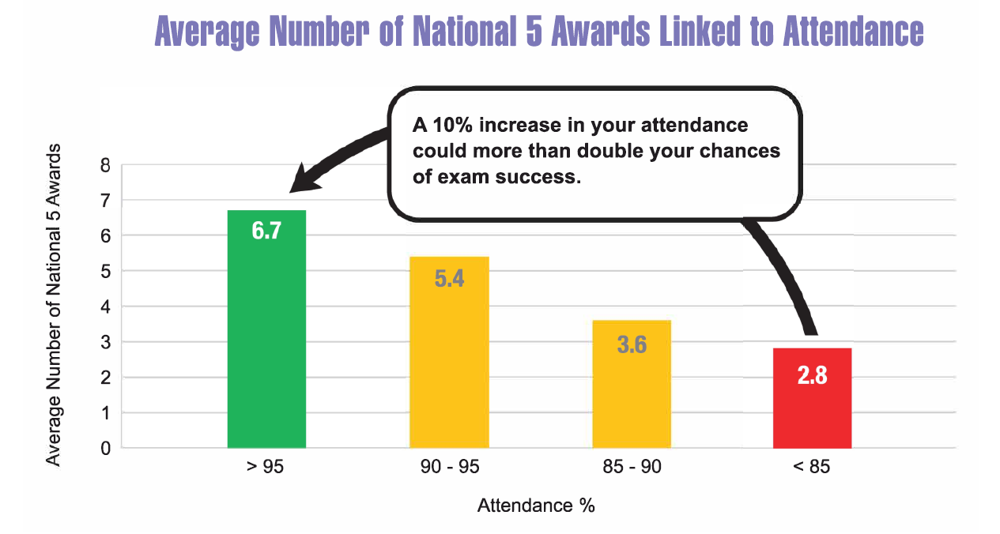 Average Number of National 5 Awards Linked to Attendance
A 10% increase in your attendance
could more than double your chances
of exam success.
Average Number of National 5 Awards
8
7
6
5
4
3
2
1
0
6.7
5.4
3.6
2.8
> 95
90 - 95
85 - 90
< 85
Attendance %